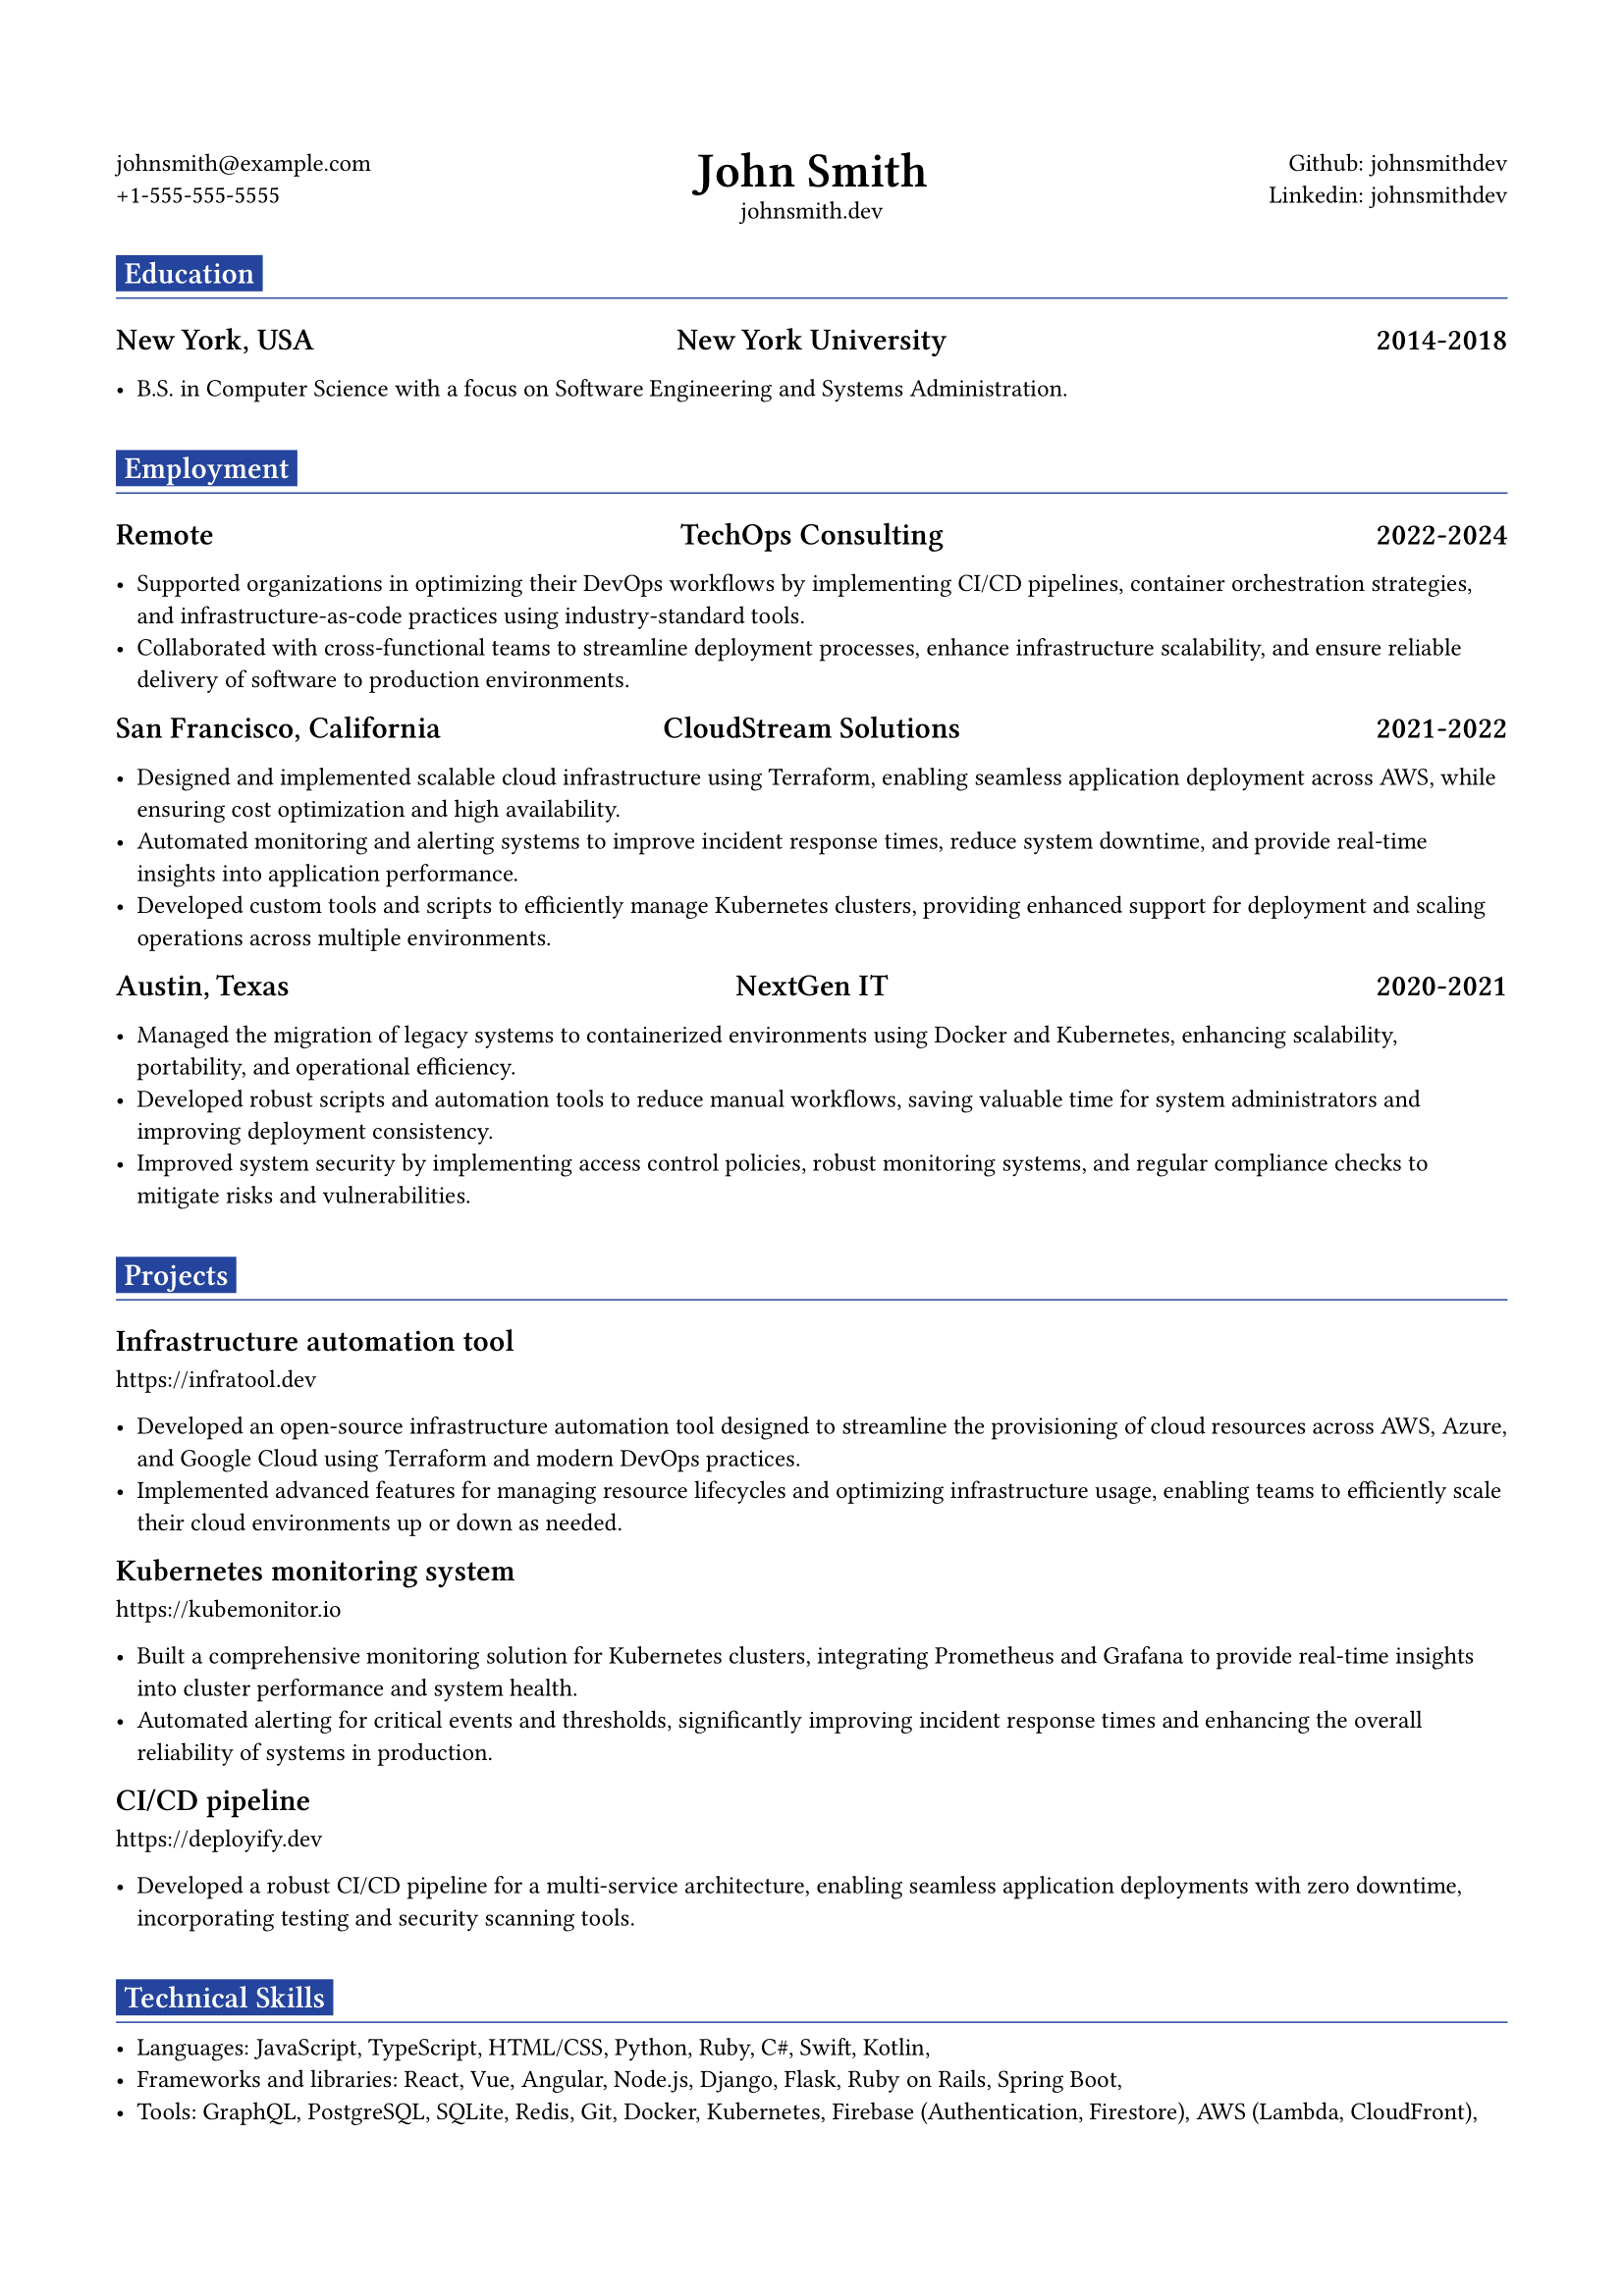 johnsmith@example.com
+1-555-555-5555
John Smith
johnsmith.dev
Github: johnsmithdev
Linkedin: johnsmithdev
Education
New York, USA New York University 2014-2018
• B.S. in Computer Science with a focus on Software Engineering and Systems Administration.
Employment
Remote TechOps Consulting 2022-2024
• Supported organizations in optimizing their DevOps workflows by implementing CI/CD pipelines, container orchestration strategies,
and infrastructure-as-code practices using industry-standard tools.
• Collaborated with cross-functional teams to streamline deployment processes, enhance infrastructure scalability, and ensure reliable
delivery of software to production environments.
San Francisco, California CloudStream Solutions 2021-2022
• Designed and implemented scalable cloud infrastructure using Terraform, enabling seamless application deployment across AWS, while
ensuring cost optimization and high availability.
• Automated monitoring and alerting systems to improve incident response times, reduce system downtime, and provide real-time
insights into application performance.
• Developed custom tools and scripts to efficiently manage Kubernetes clusters, providing enhanced support for deployment and scaling
operations across multiple environments.
Austin, Texas NextGen IT 2020-2021
• Managed the migration of legacy systems to containerized environments using Docker and Kubernetes, enhancing scalability,
portability, and operational efficiency.
• Developed robust scripts and automation tools to reduce manual workflows, saving valuable time for system administrators and
improving deployment consistency.
• Improved system security by implementing access control policies, robust monitoring systems, and regular compliance checks to
mitigate risks and vulnerabilities.
Projects
Infrastructure automation tool
https://infratool.dev
• Developed an open-source infrastructure automation tool designed to streamline the provisioning of cloud resources across AWS, Azure,
and Google Cloud using Terraform and modern DevOps practices.
• Implemented advanced features for managing resource lifecycles and optimizing infrastructure usage, enabling teams to efficiently scale
their cloud environments up or down as needed.
Kubernetes monitoring system
https://kubemonitor.io
• Built a comprehensive monitoring solution for Kubernetes clusters, integrating Prometheus and Grafana to provide real-time insights
into cluster performance and system health.
• Automated alerting for critical events and thresholds, significantly improving incident response times and enhancing the overall
reliability of systems in production.
CI/CD pipeline
https://deployify.dev
• Developed a robust CI/CD pipeline for a multi-service architecture, enabling seamless application deployments with zero downtime,
incorporating testing and security scanning tools.
Technical Skills
• Languages: JavaScript, TypeScript, HTML/CSS, Python, Ruby, C#, Swift, Kotlin,
• Frameworks and libraries: React, Vue, Angular, Node.js, Django, Flask, Ruby on Rails, Spring Boot,
• Tools: GraphQL, PostgreSQL, SQLite, Redis, Git, Docker, Kubernetes, Firebase (Authentication, Firestore), AWS (Lambda, CloudFront),